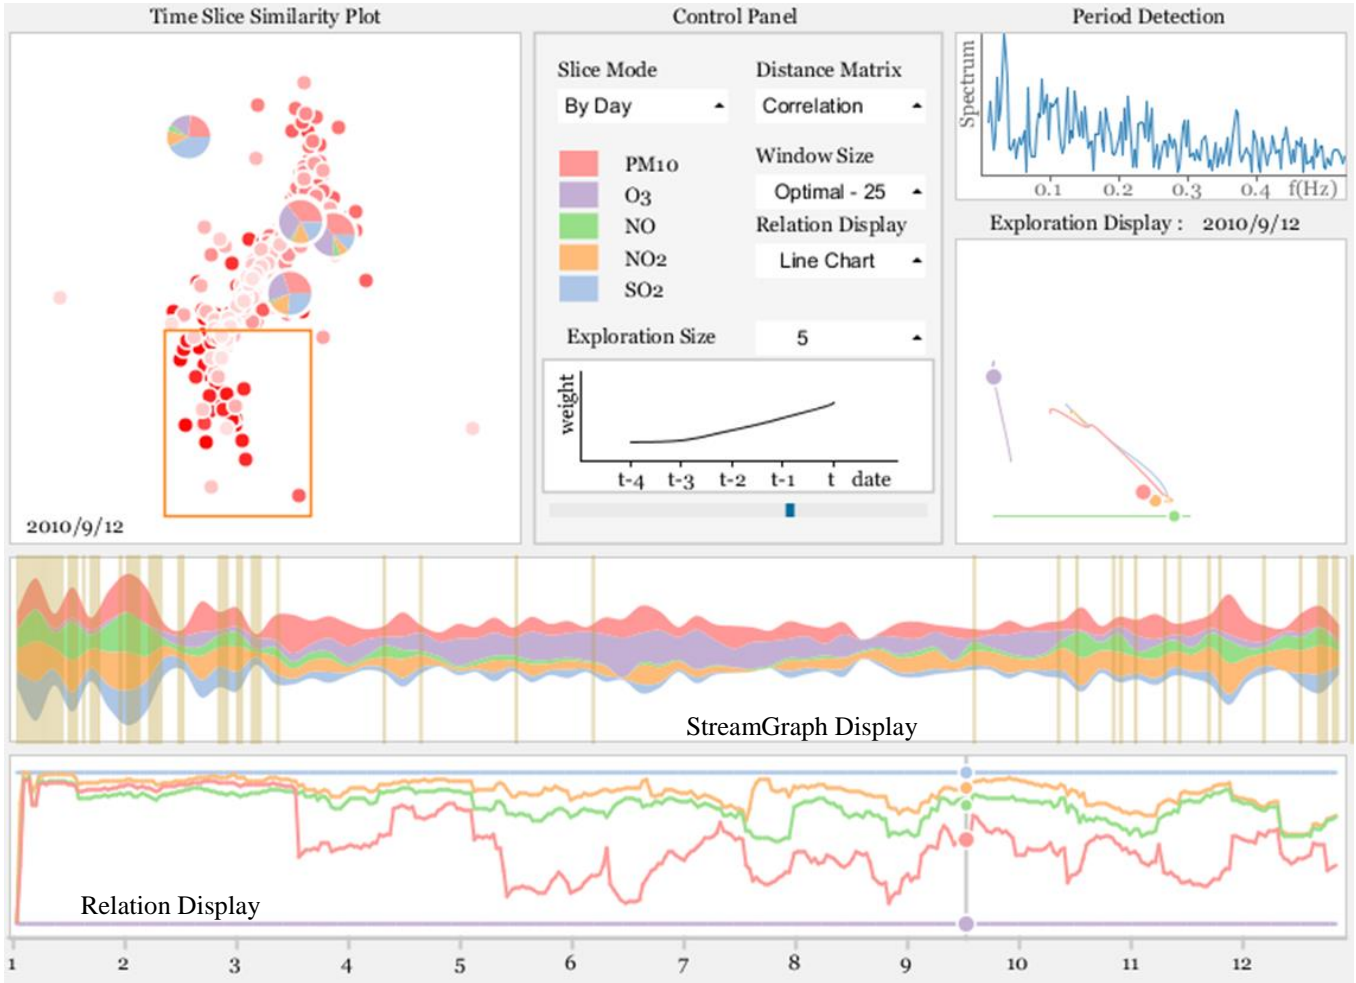 Time Slice Similarity Plot
2010/9/12
Control Panel
Slice Mode
Distance Matrix
By Day
Correlation
PM10
O3
NO
NO2
SO2
Window Size
Optimal - 25
Relation Display
Line Chart
Exploration Size
5
weight
t-4 t-3 t-2 t-1 t date
Period Detection
Spectrum
0.1 0.2 0.3 0.4 f(Hz)
Exploration Display : 2010/9/12
StreamGraph Display
Relation Display
1 2 3 4 5 6 7 8 9 10 11 12